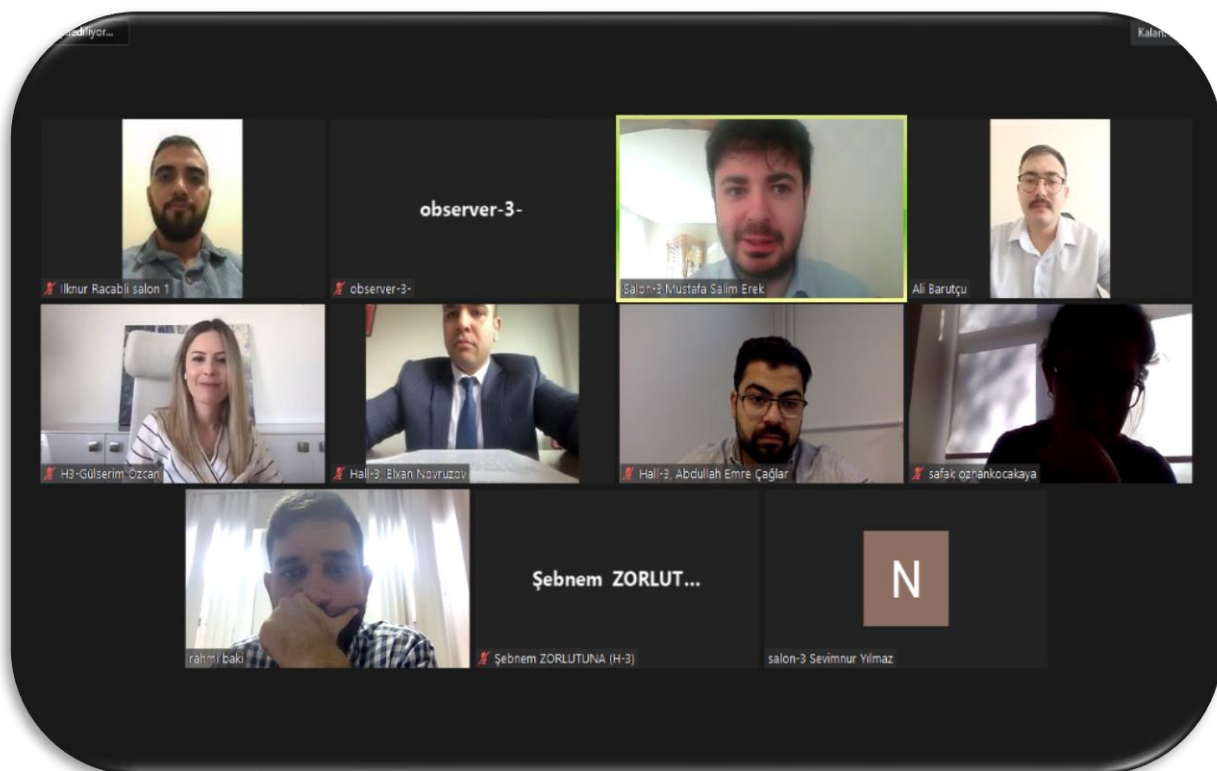 Kalan
Ilknur Racabli salon 1
observer-3-
observer-3-
Salon-3,Mustafa Salim Erek
Ali Barutçu
H3-Gülserim Özcan
Hall-3, Elxan Novruzov
Hall-3, Abdullah Emre Çağlar
safak ozhankocakaya
rahmi baki
Şebnem ZORLUT...
Şebnem ZORLUTUNA (H-3)
N
salon-3 Sevimnur Yılmaz